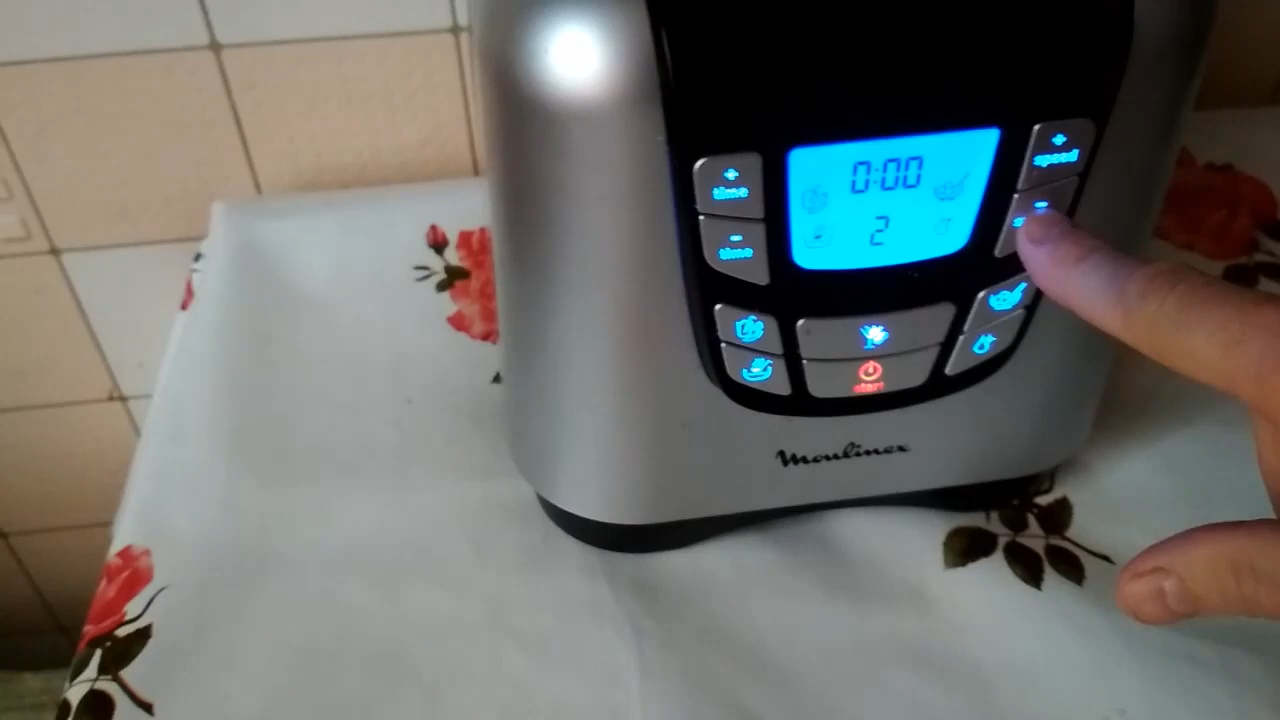 +
time
0:00
2
+
speed
-
time
-
start
Moulinex